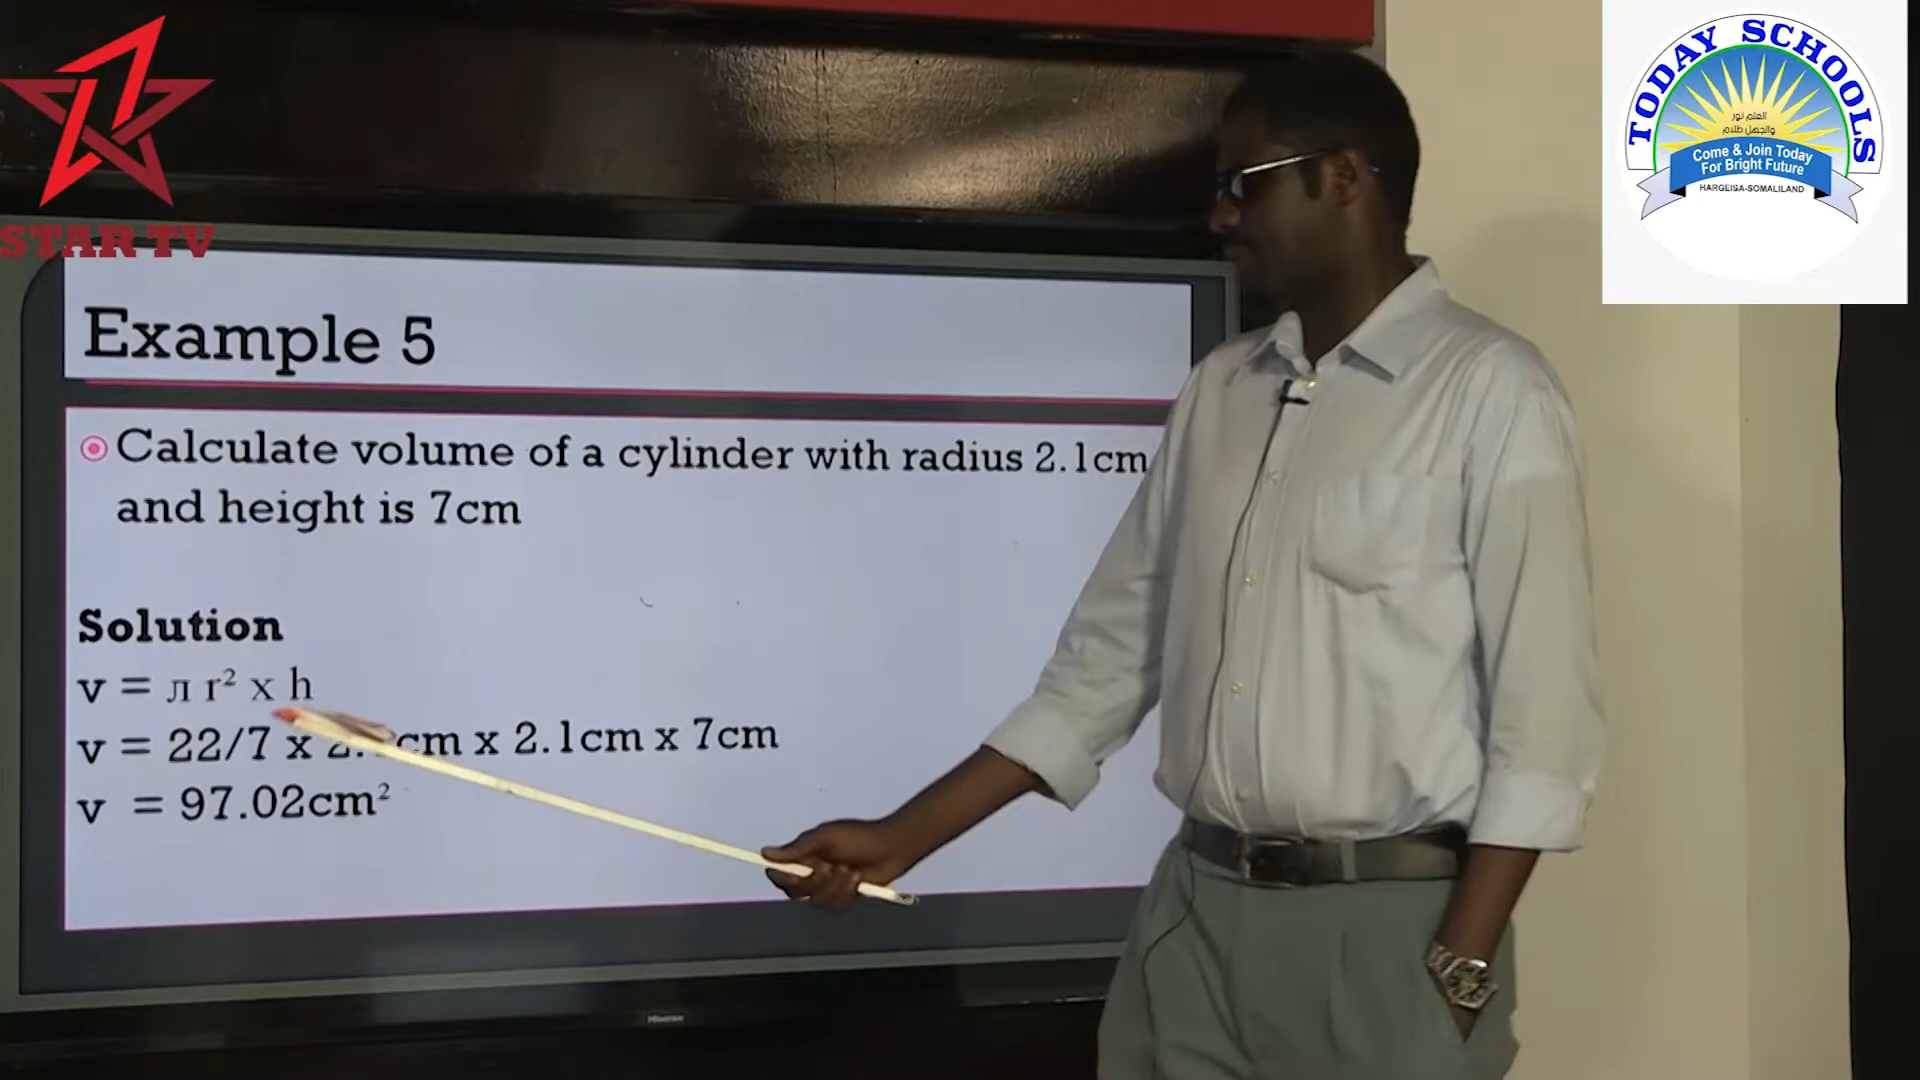 STAR TV
TODAY SCHOOLS
العلم نور
والجهل ظلام
Come & Join Today
For Bright Future
HARGEISA-SOMALILAND
Example 5
Calculate volume of a cylinder with radius 2.1cm
and height is 7cm
Solution
v = л r² x h
v = 22/7 x cm x 2.1cm x 7cm
v = 97.02cm²
Hisense